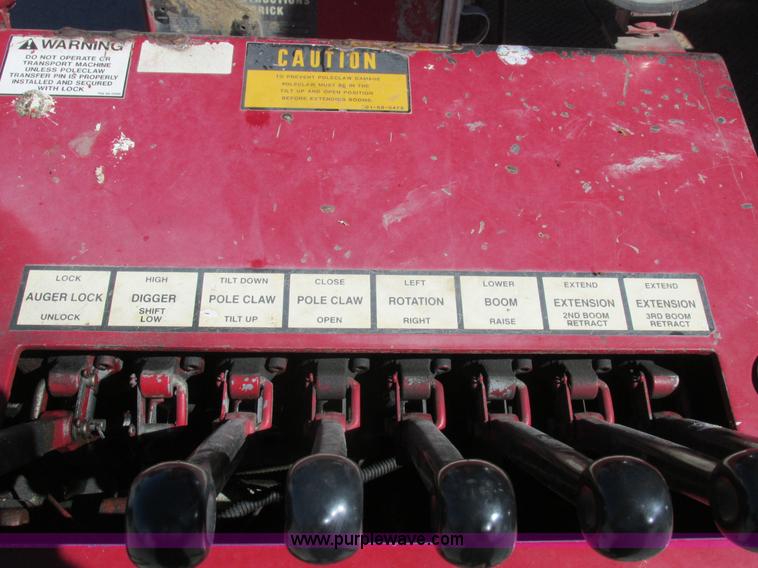 RUCTIONS
RICK
WARNING
DO NOT OPERATE OR
TRANSPORT MACHINE
UNLESS POLECLAW
TRANSFER PIN IS PROPERLY
INSTALLED AND SECURED
WITH LOCK
CAUTION
TO PREVENT POLECLAW DAMAGE
POLECLAW MUST BE IN THE
TILT UP AND OPEN POSITION
BEFORE EXTENDING BOOMS.
LOCK
AUGER LOCK
UNLOCK
HIGH
DIGGER
SHIFT
LOW
TILT DOWN
POLE CLAW
TILT UP
CLOSE
POLE CLAW
OPEN
LEFT
ROTATION
RIGHT
LOWER
BOOM
RAISE
EXTEND
EXTENSION
2ND BOOM
RETRACT
EXTEND
EXTENSION
3RD BOOM
RETRACT
www.purplewave.com